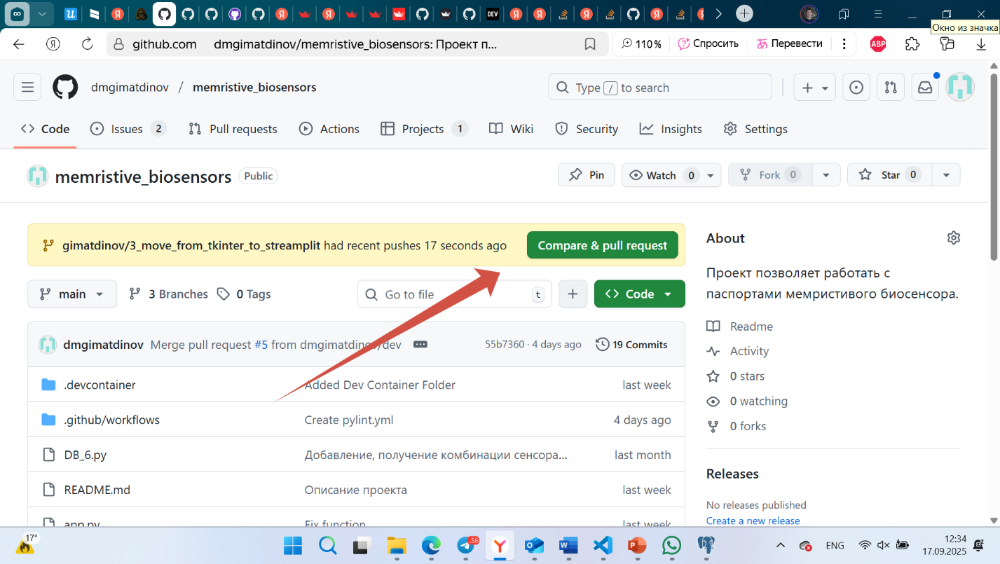 Окно из значка
github.com dmgimatdinov/memristive_biosensors: Проект п...
110%
Спросить
Перевести
ABP
DEV
dmgimatdinov / memristive_biosensors
Type / to search
Code
Issues 2
Pull requests
Actions
Projects 1
Wiki
Security
Insights
Settings
memristive_biosensors Public
Pin
Watch 0
Fork 0
Star 0
gimatdinov/3_move_from_tkinter_to_streamplit had recent pushes 17 seconds ago
Compare & pull request
main
3 Branches
0 Tags
Go to file t
Code
dmgimatdinov Merge pull request #5 from dmgimatdinov/dev
55b7360 · 4 days ago
19 Commits
.devcontainer Added Dev Container Folder last week
.github/workflows Create pylint.yml 4 days ago
DB_6.py Добавление, получение комбинации сенсора... last month
README.md Описание проекта last week
app.py Fix function last week
About
Проект позволяет работать с
паспортами мемристивого биосенсора.
Readme
Activity
0 stars
0 watching
0 forks
Releases
No releases published
Create a new release
17°
56
ENG
12:34
17.09.2025